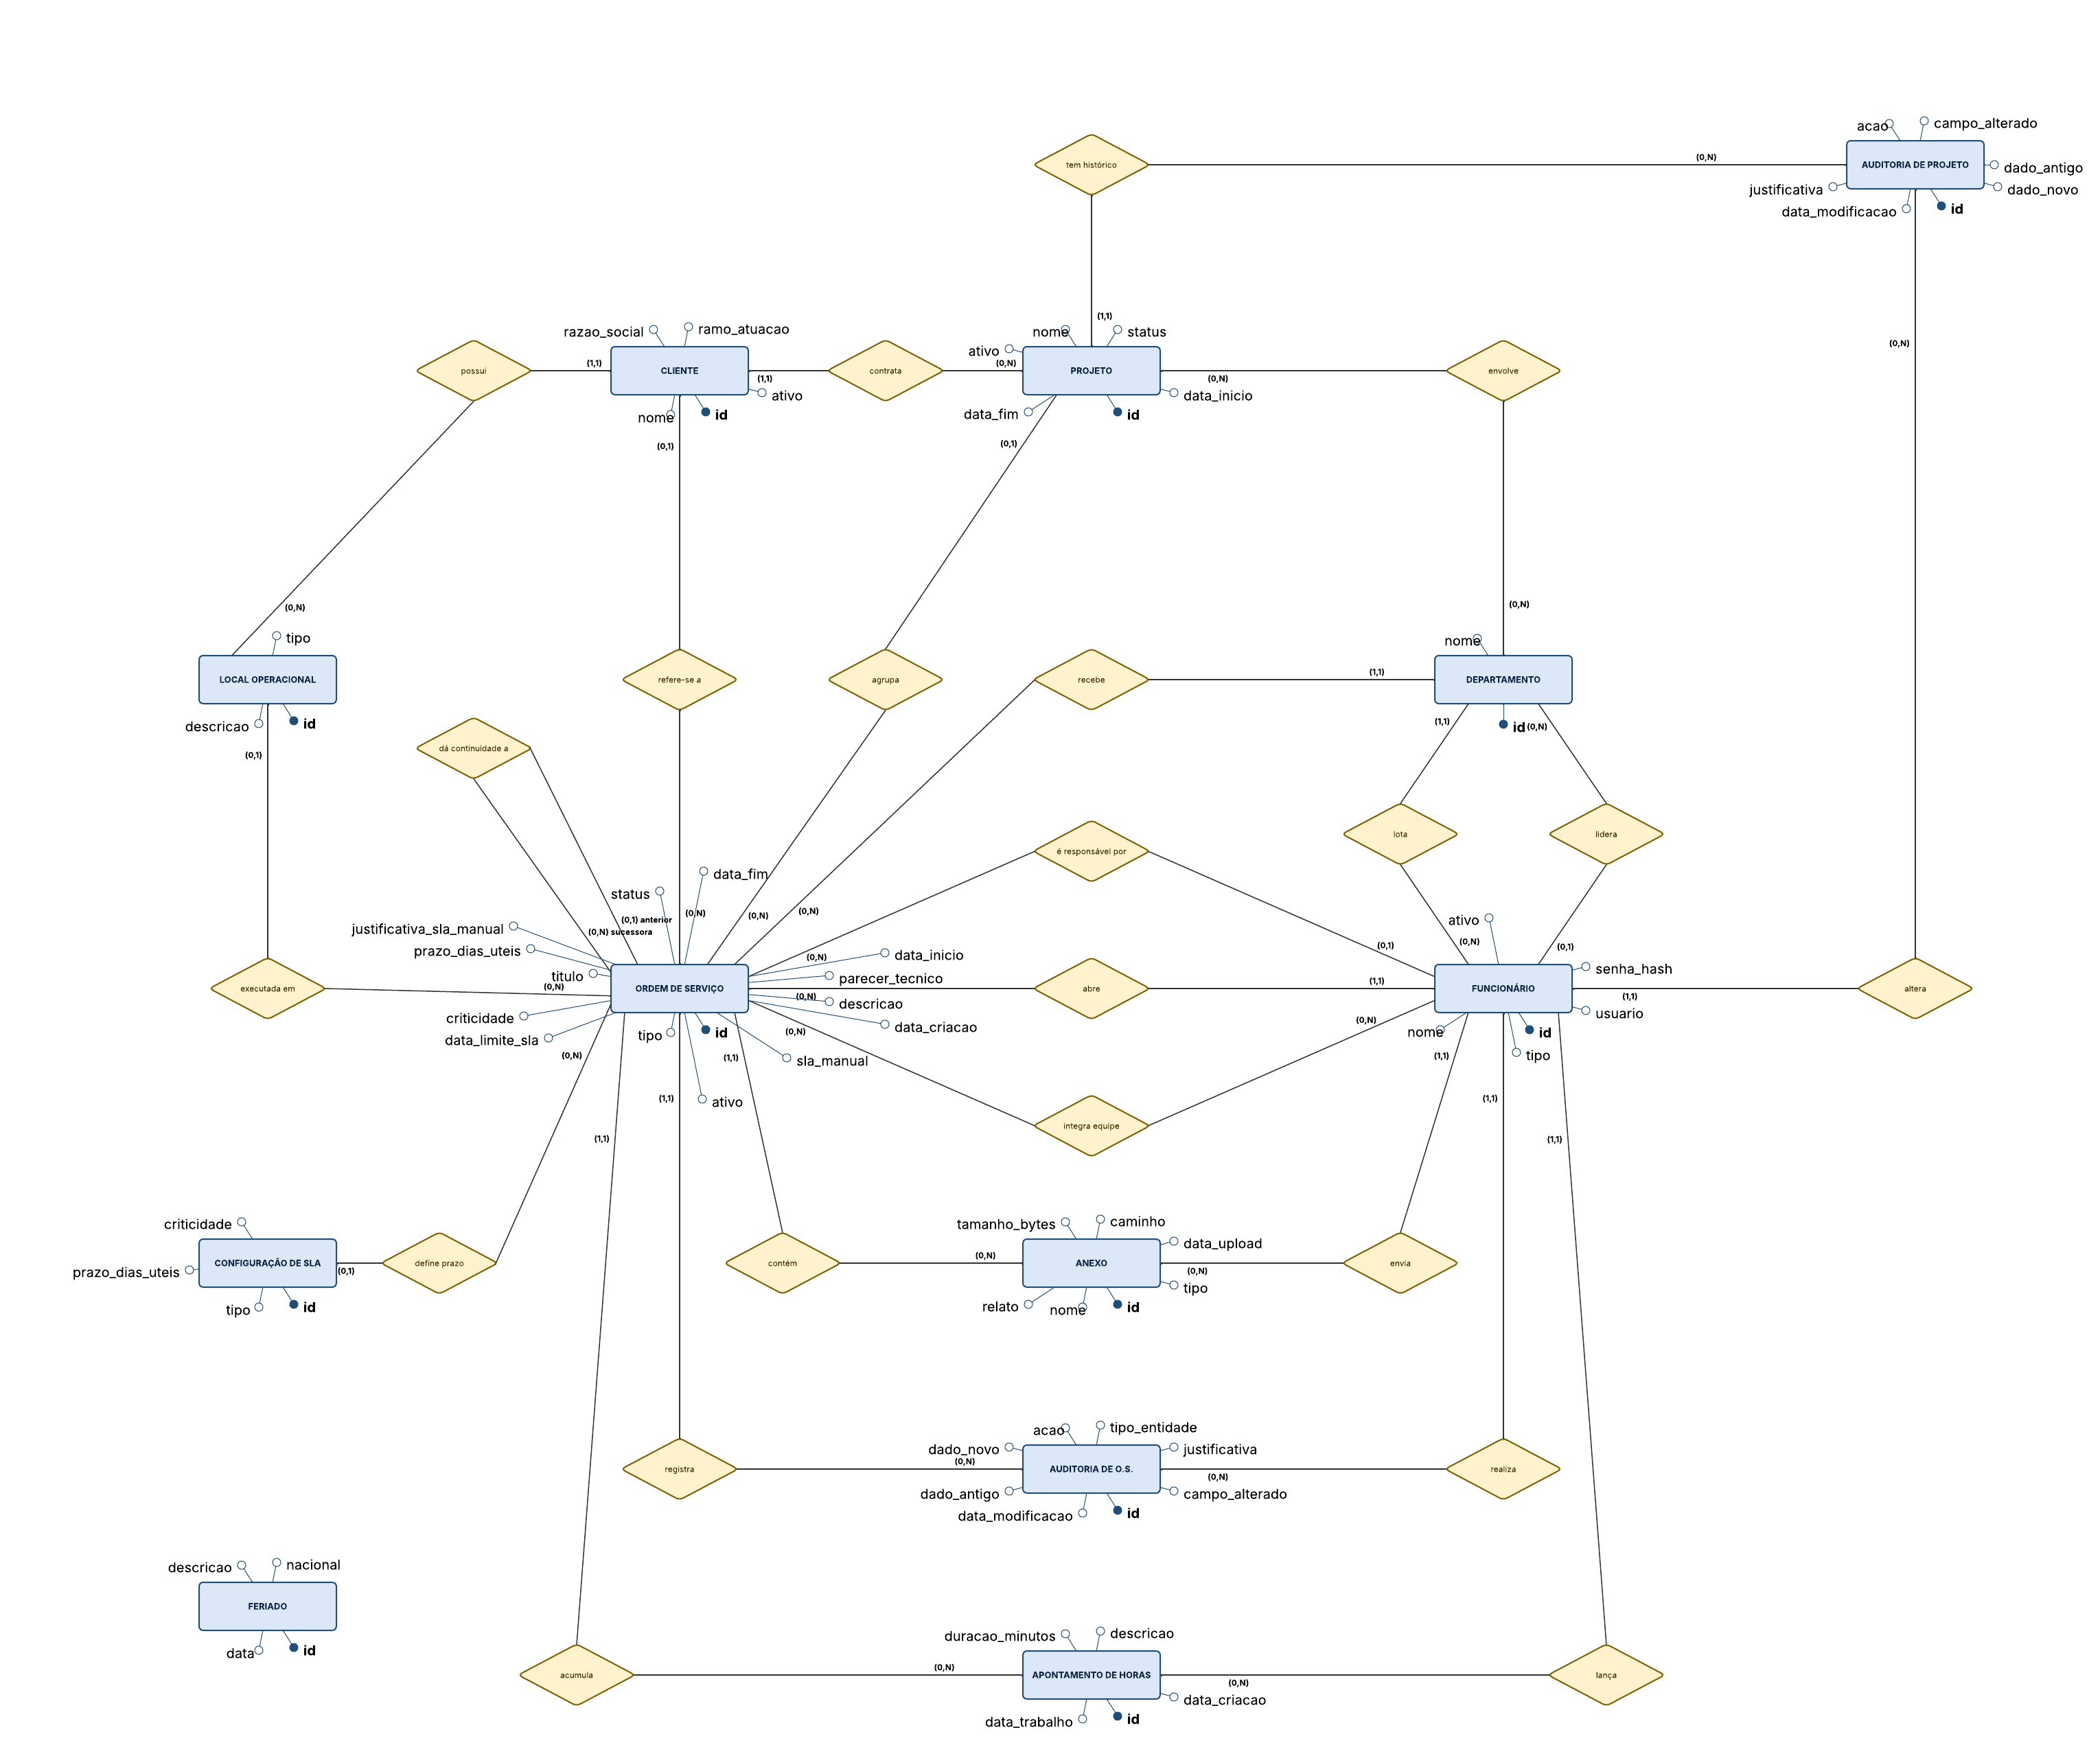 acao
campo_alterado
tem histórico
(0,N)
AUDITORIA DE PROJETO
dado_antigo
justificativa
dado_novo
data_modificacao
id
(1,1)
razao_social
ramo_atuacao
nome
status
(0,N)
ativo
possui
(1,1)
CLIENTE
(1,1)
contrata
(0,N)
PROJETO
(0,N)
envolve
ativo
data_inicio
nome
id
data_fim
id
(0,1)
(0,1)
(0,N)
(0,N)
tipo
nome
LOCAL OPERACIONAL
refere-se a
agrupa
recebe
(1,1)
DEPARTAMENTO
descricao
id
(1,1)
id
(0,N)
dá continuidade a
(0,1)
lota
lidera
é responsável por
data_fim
status
(0,1) anterior
(0,N)
(0,N)
(0,N)
ativo
justificativa_sla_manual
(0,N) sucessora
(0,1)
(0,N)
(0,1)
prazo_dias_uteis
data_inicio
(0,N)
titulo
parecer_tecnico
senha_hash
(0,N)
executada em
ORDEM DE SERVIÇO
abre
(1,1)
FUNCIONÁRIO
(1,1)
altera
(0,N)
descricao
criticidade
data_criacao
(0,N)
usuario
data_limite_sla
tipo
id
(0,N)
nome
id
(0,N)
(1,1)
sla_manual
(1,1)
tipo
(1,1)
ativo
(1,1)
integra equipe
(1,1)
(1,1)
criticidade
tamanho_bytes
caminho
data_upload
CONFIGURAÇÃO DE SLA
(0,1)
define prazo
contém
(0,N)
ANEXO
(0,N)
envia
prazo_dias_uteis
tipo
tipo
id
relato
nome
id
acao
tipo_entidade
dado_novo
justificativa
(0,N)
registra
AUDITORIA DE O.S.
(0,N)
realiza
dado_antigo
campo_alterado
data_modificacao
id
descricao
nacional
FERIADO
data
id
duracao_minutos
descricao
acumula
(0,N)
APONTAMENTO DE HORAS
(0,N)
lança
data_criacao
data_trabalho
id